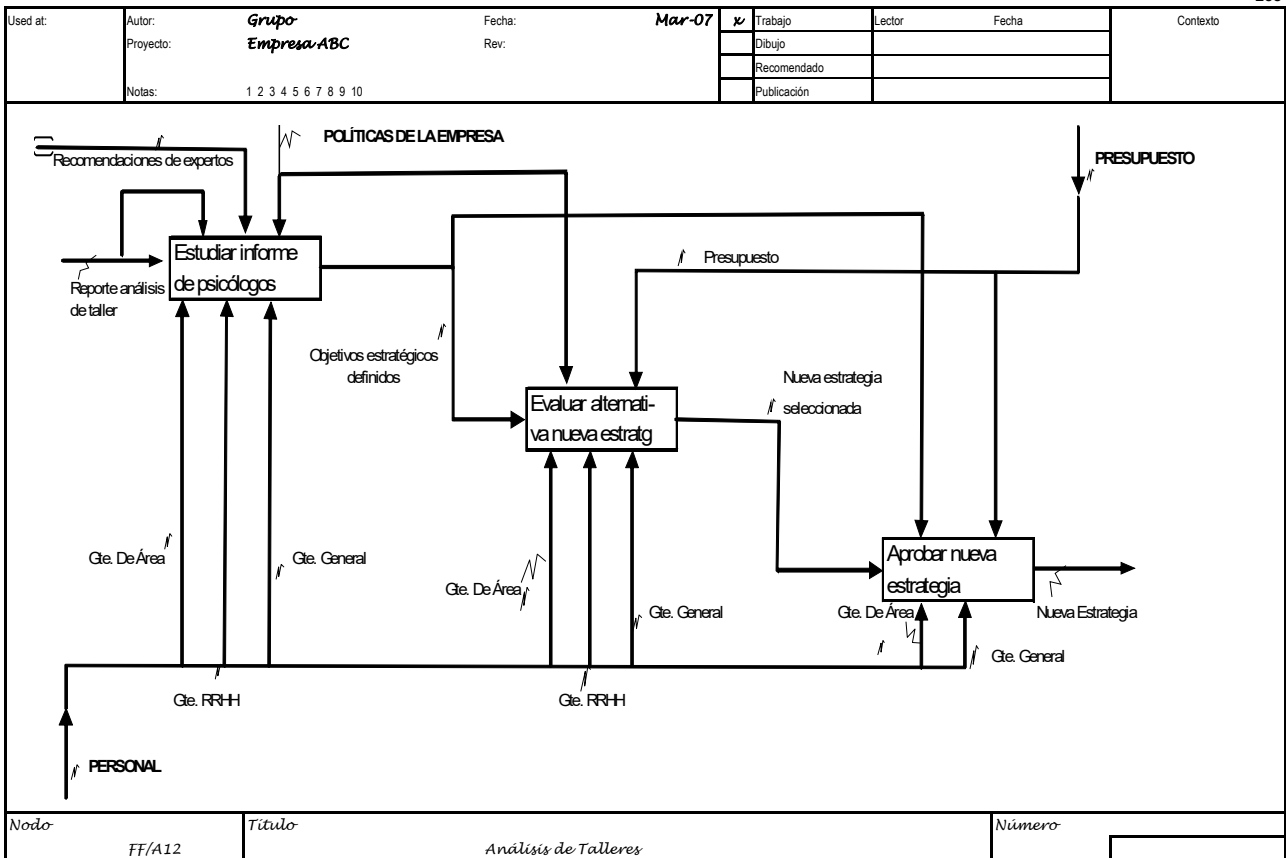 Used at:
Autor: Grupo Fecha: Mar-07 x Trabajo Lector Fecha Contexto
Proyecto: Empresa ABC Rev: Dibujo
Recomendado
Notas: 1 2 3 4 5 6 7 8 9 10 Publicación
POLÍTICAS DE LA EMPRESA
Recomendaciones de expertos
PRESUPUESTO
Estudiar informe
de psicólogos
Presupuesto
Reporte análisis
de taller
Objetivos estratégicos
definidos
Nueva estrategia
seleccionada
Evaluar alternati-
va nueva estratg
Gte. De Área
Gte. General
Gte. De Área
Gte. General
Aprobar nueva
estrategia
Gte. De Área
Nueva Estrategia
Gte. General
Gte. RRHH
Gte. RRHH
PERSONAL
Nodo Título Número
FF/A12 Análisis de Talleres